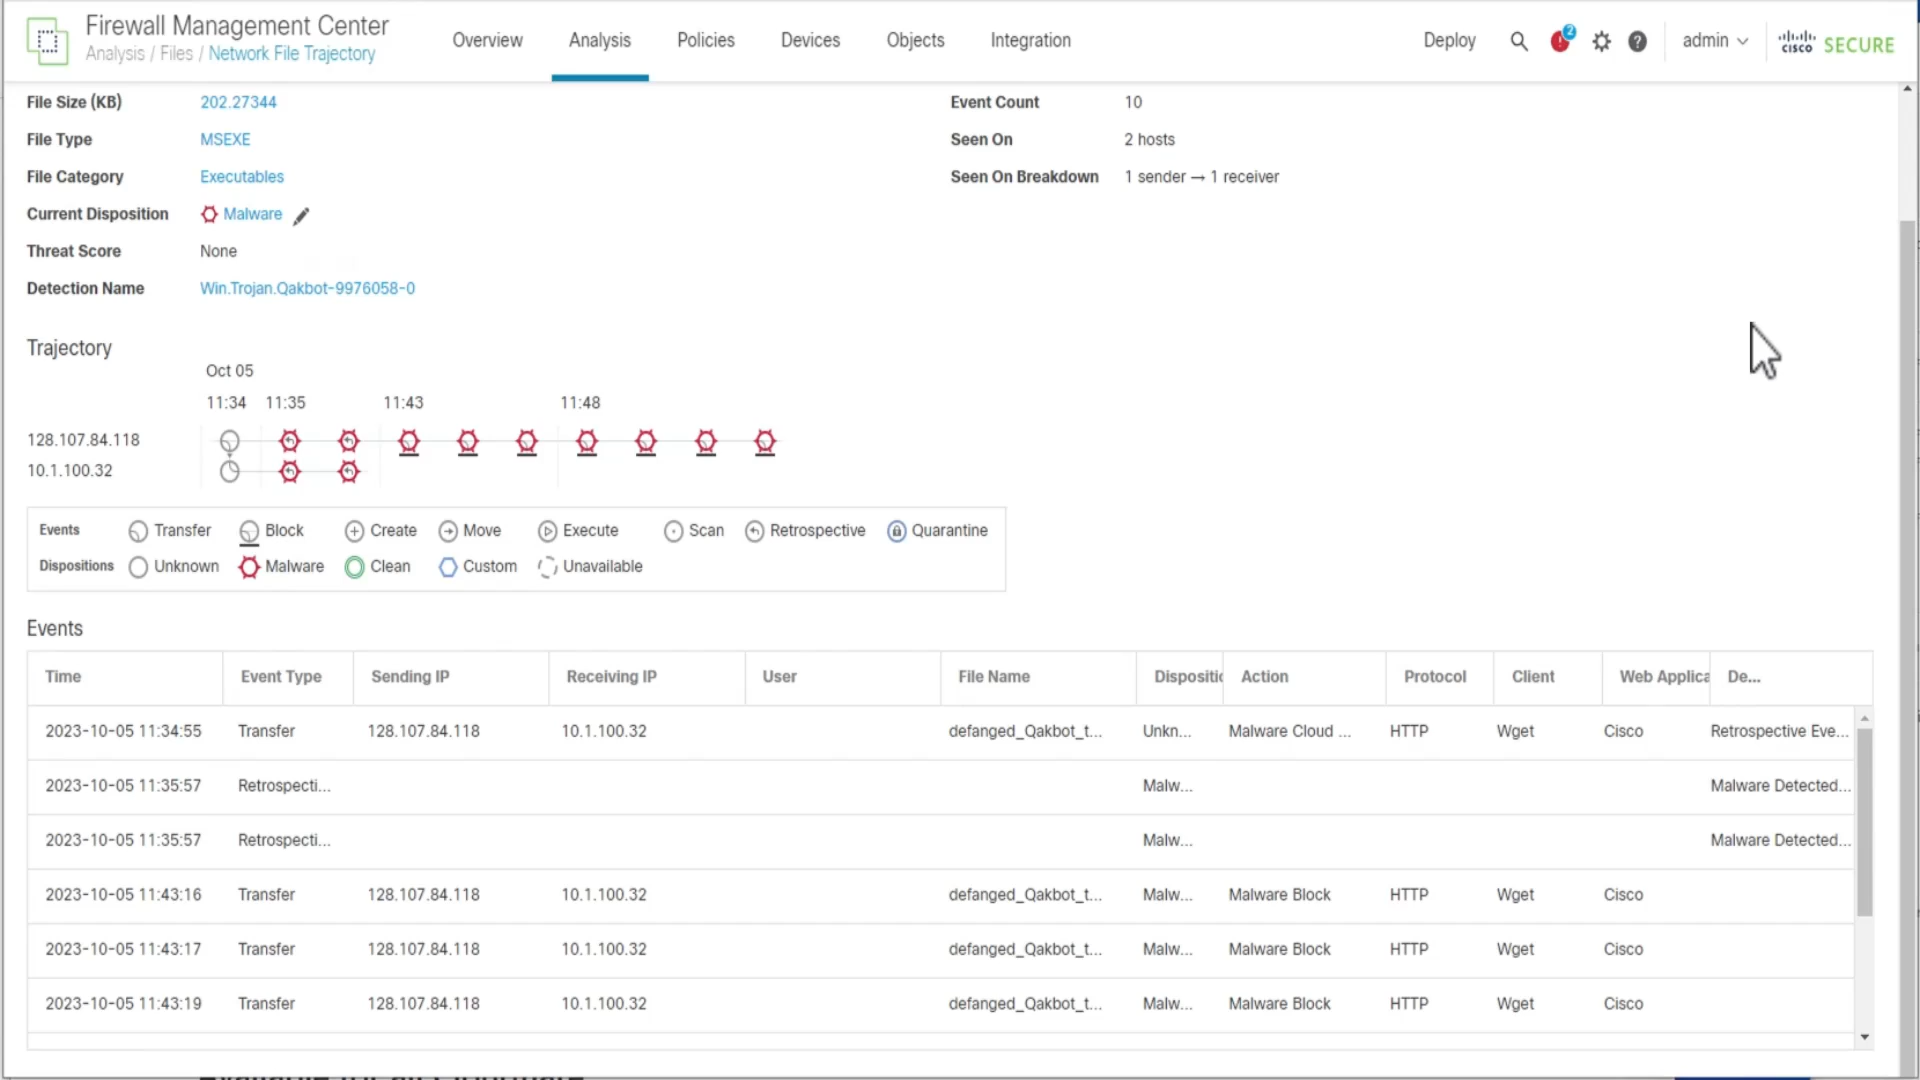 Firewall Management Center
Analysis / Files / Network File Trajectory
Overview Analysis Policies Devices Objects Integration
Deploy 2 admin cisco SECURE
File Size (KB) 202.27344 Event Count 10
File Type MSEXE Seen On 2 hosts
File Category Executables Seen On Breakdown 1 sender → 1 receiver
Current Disposition Malware
Threat Score None
Detection Name Win.Trojan.Qakbot-9976058-0
Trajectory
Oct 05
11:34 11:35 11:43 11:48
128.107.84.118
10.1.100.32
Events Transfer Block Create Move Execute Scan Retrospective Quarantine
Dispositions Unknown Malware Clean Custom Unavailable
Events
Time Event Type Sending IP Receiving IP User File Name Dispositic Action Protocol Client Web Applica De...
2023-10-05 11:34:55 Transfer 128.107.84.118 10.1.100.32 defanged_Qakbot_t... Unkn... Malware Cloud ... HTTP Wget Cisco Retrospective Eve...
2023-10-05 11:35:57 Retrospecti... Malw... Malware Detected...
2023-10-05 11:35:57 Retrospecti... Malw... Malware Detected...
2023-10-05 11:43:16 Transfer 128.107.84.118 10.1.100.32 defanged_Qakbot_t... Malw... Malware Block HTTP Wget Cisco
2023-10-05 11:43:17 Transfer 128.107.84.118 10.1.100.32 defanged_Qakbot_t... Malw... Malware Block HTTP Wget Cisco
2023-10-05 11:43:19 Transfer 128.107.84.118 10.1.100.32 defanged_Qakbot_t... Malw... Malware Block HTTP Wget Cisco